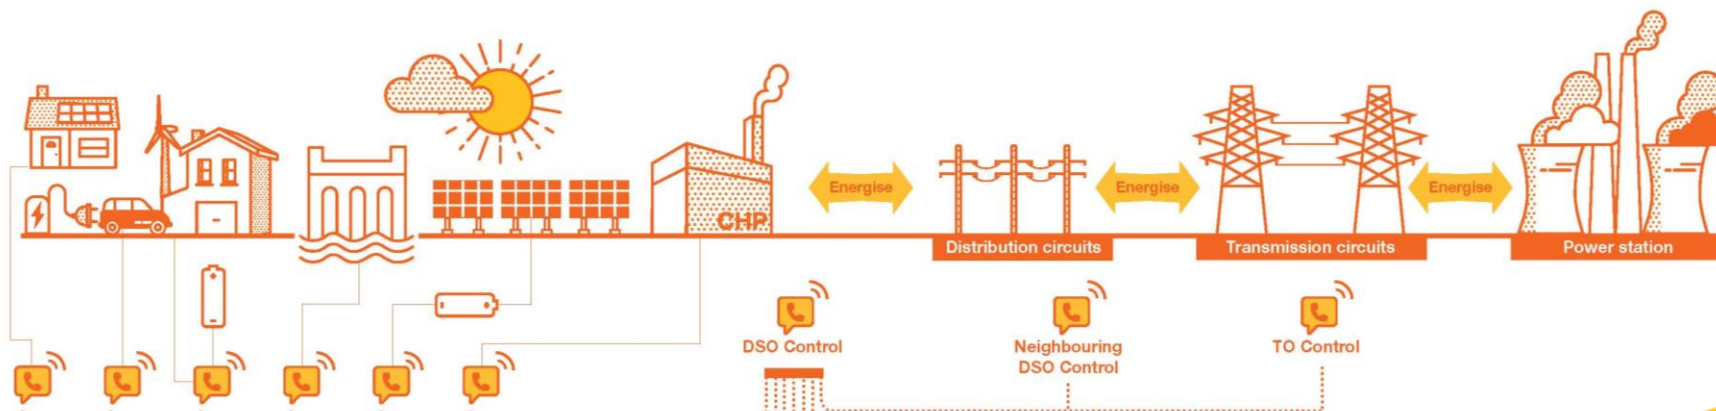 CHP
Energise
Energise
Energise
Distribution circuits
Transmission circuits
Power station
DSO Control
Neighbouring
DSO Control
TO Control